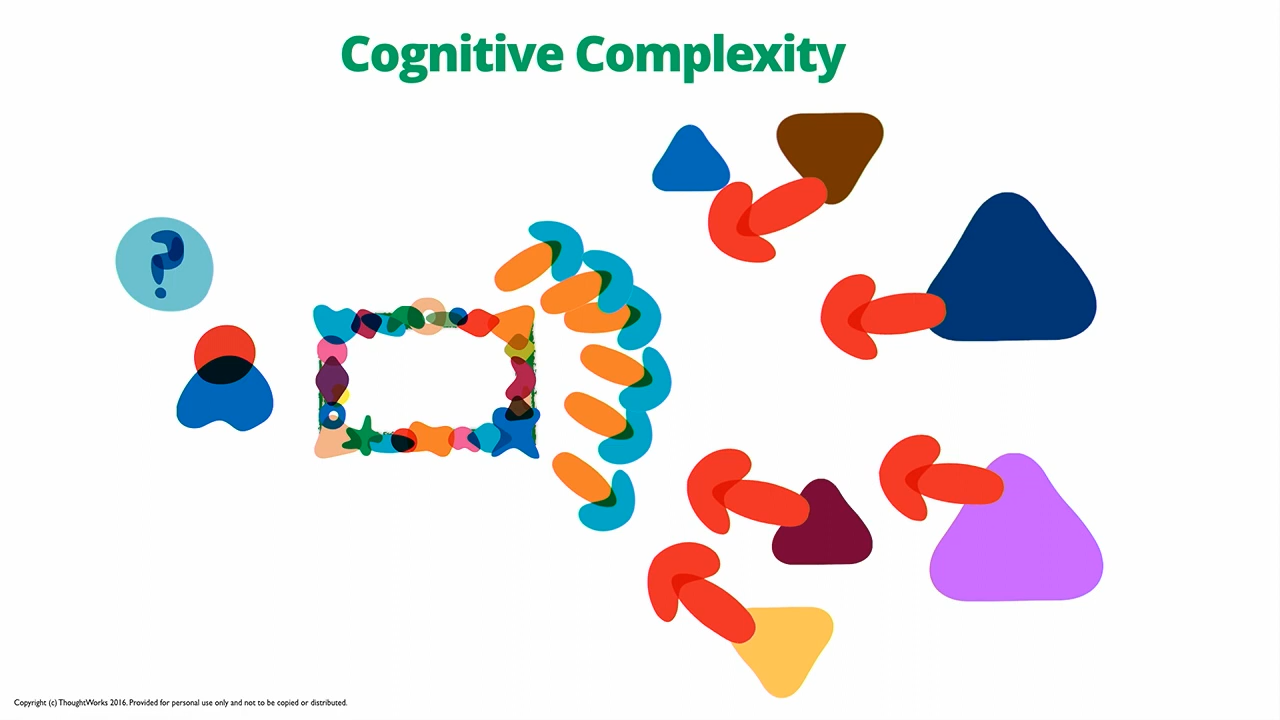 Cognitive Complexity
?
Copyright (c) ThoughtWorks 2016. Provided for personal use only and not to be copied or distributed.